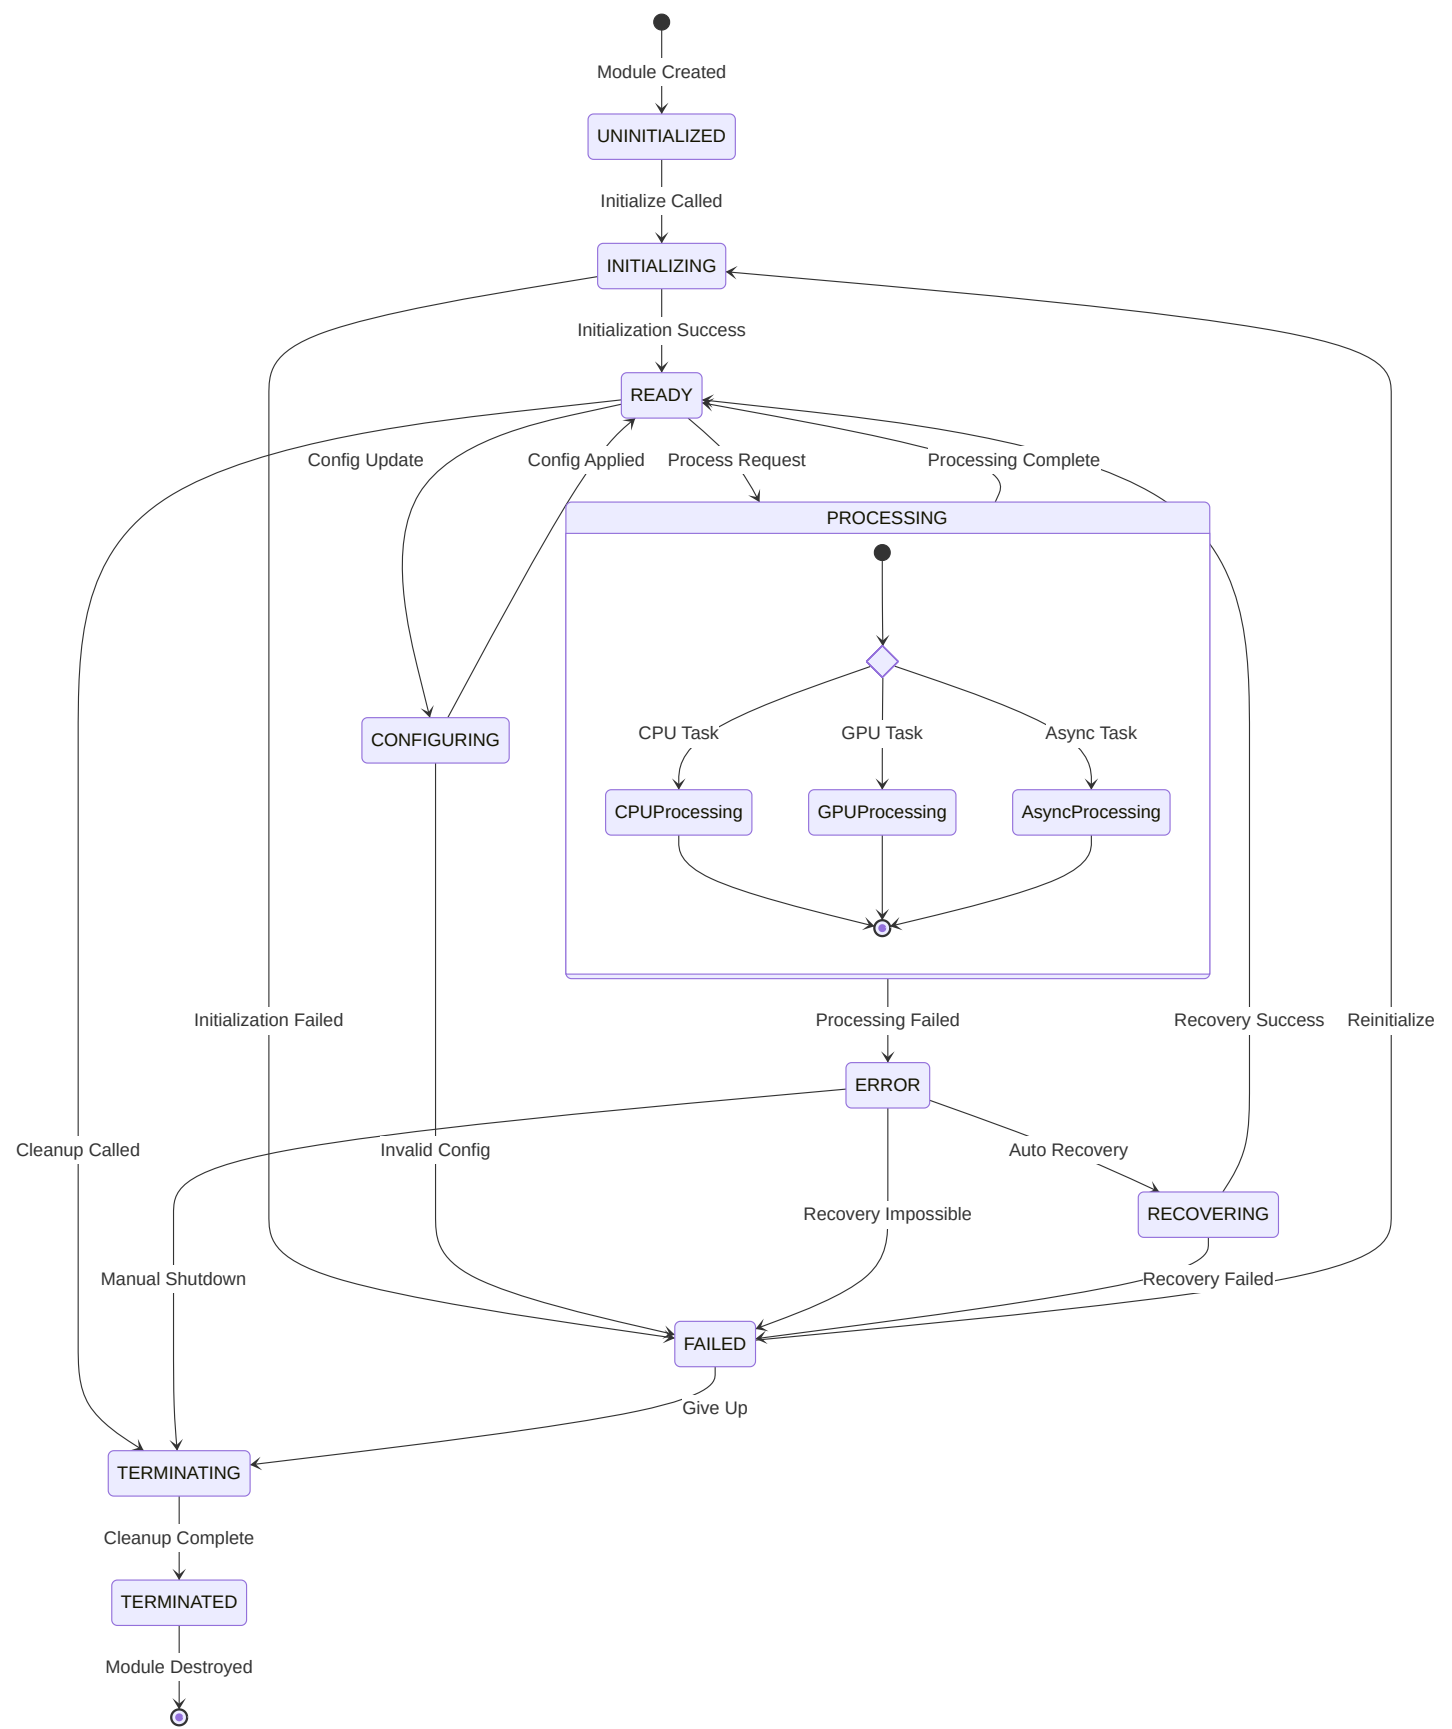 Module Created
UNINITIALIZED
Initialize Called
INITIALIZING
Initialization Success
READY
Config Update
Config Applied
Process Request
Processing Complete
PROCESSING
CONFIGURING
CPU Task
GPU Task
Async Task
CPUProcessing
GPUProcessing
AsyncProcessing
Initialization Failed
Processing Failed
Recovery Success
Reinitialize
ERROR
Cleanup Called
Invalid Config
Auto Recovery
Recovery Impossible
RECOVERING
Manual Shutdown
Recovery Failed
FAILED
Give Up
TERMINATING
Cleanup Complete
TERMINATED
Module Destroyed